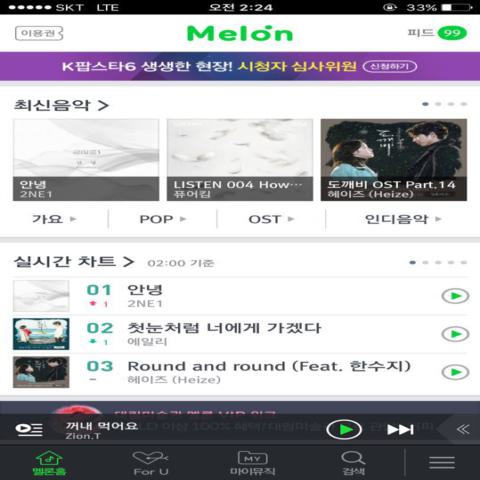 SKT LTE 오전 2:24 33%
이용권 Melon 피드 99
K팝스타6 생생한 현장! 시청자 심사위원 신청하기
최신음악 >
안녕
2NE1
LISTEN 004 How…
퓨어킴
도깨비
도깨비 OST Part.14
헤이즈 (Heize)
가요 POP OST 인디음악
실시간 차트 > 02:00 기준
01 안녕
1 2NE1
02 첫눈처럼 너에게 가겠다
1 에일리
03 Round and round (Feat. 한수지)
헤이즈 (Heize)
꺼내 먹어요
Zion.T
멜론홈 For U MY 마이뮤직 검색